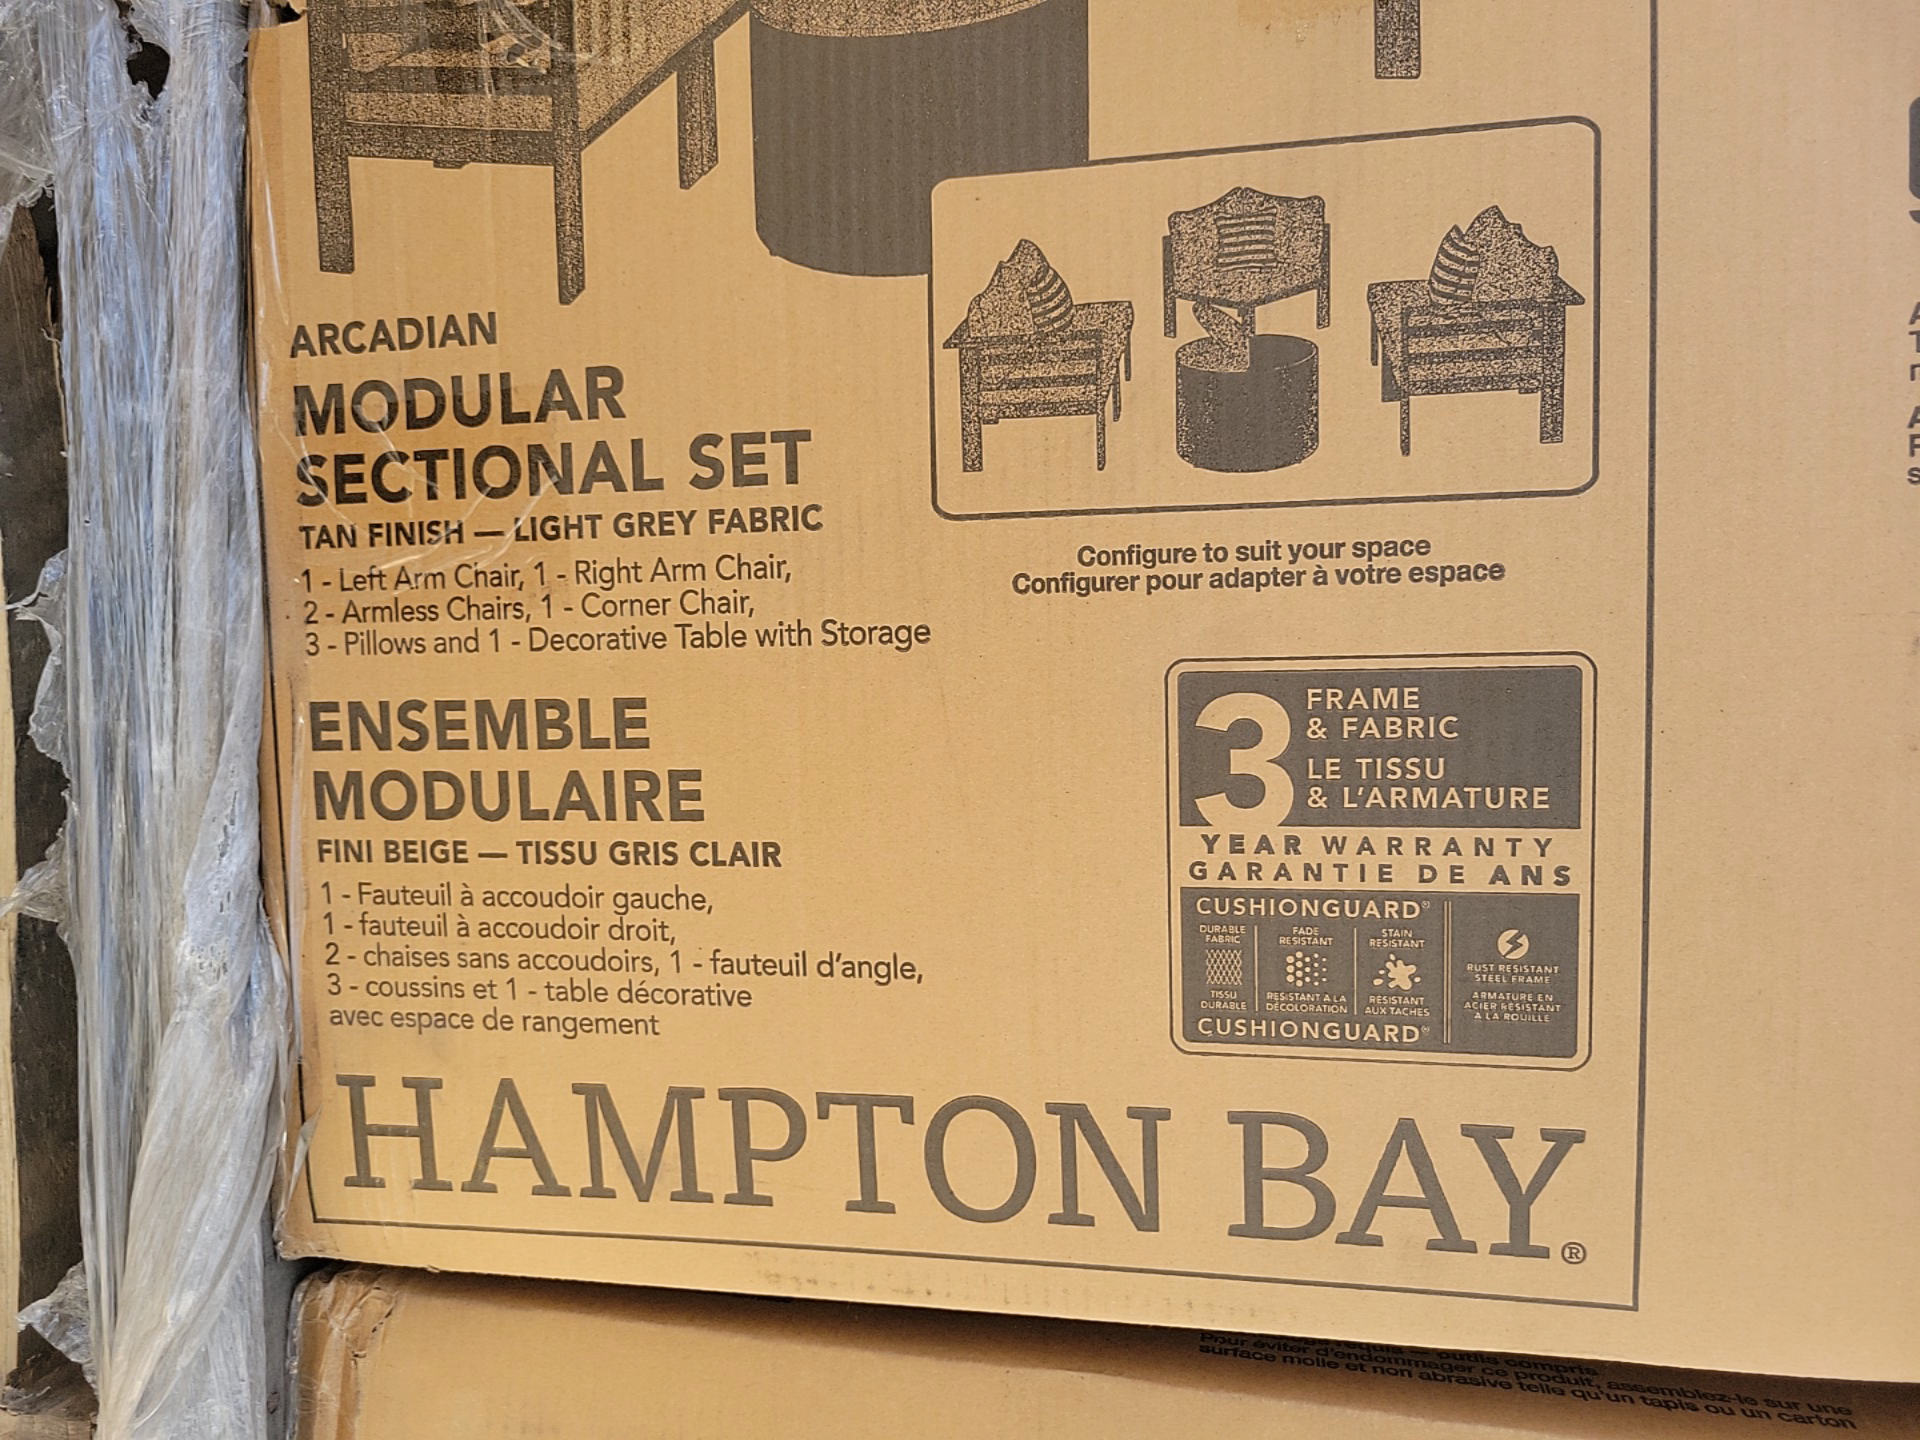 ARCADIAN
MODULAR
SECTIONAL SET
TAN FINISH — LIGHT GREY FABRIC
1 - Left Arm Chair, 1 - Right Arm Chair,
2 - Armless Chairs, 1 - Corner Chair,
3 - Pillows and 1 - Decorative Table with Storage
ENSEMBLE
MODULAIRE
FINI BEIGE — TISSU GRIS CLAIR
1 - Fauteuil à accoudoir gauche,
1 - fauteuil à accoudoir droit,
2 - chaises sans accoudoirs, 1 - fauteuil d'angle,
3 - coussins et 1 - table décorative
avec espace de rangement
Configure to suit your space
Configurer pour adapter à votre espace
3
FRAME
& FABRIC
LE TISSU
& L'ARMATURE
YEAR WARRANTY
GARANTIE DE ANS
CUSHIONGUARD®
DURABLE
FABRIC
TISSU
DURABLE
FADE
RESISTANT
RÉSISTANT À LA
DÉCOLORATION
STAIN
RESISTANT
RÉSISTANT
AUX TACHES
CUSHIONGUARD®
RUST RESISTANT
STEEL FRAME
ARMATURE EN
ACIER RÉSISTANT
À LA ROUILLE
HAMPTON BAY®
outils compris
Pour éviter d'endommager ce produit, assemblez-le sur une
surface molle et non abrasive telle qu'un tapis ou un carton